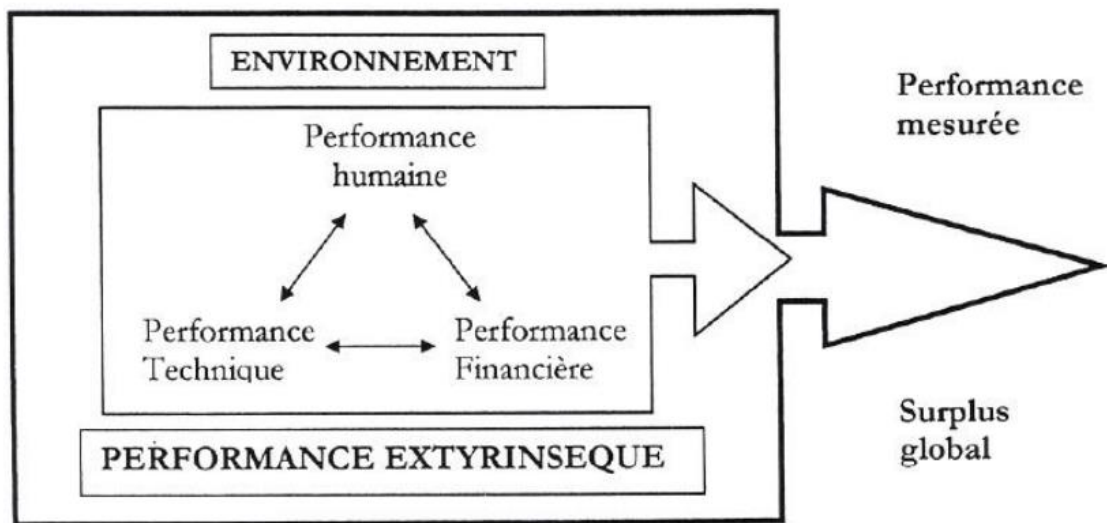 ENVIRONNEMENT
Performance
humaine
Performance
Technique
Performance
Financière
PERFORMANCE EXTYRINSEQUE
Performance
mesurée
Surplus
global